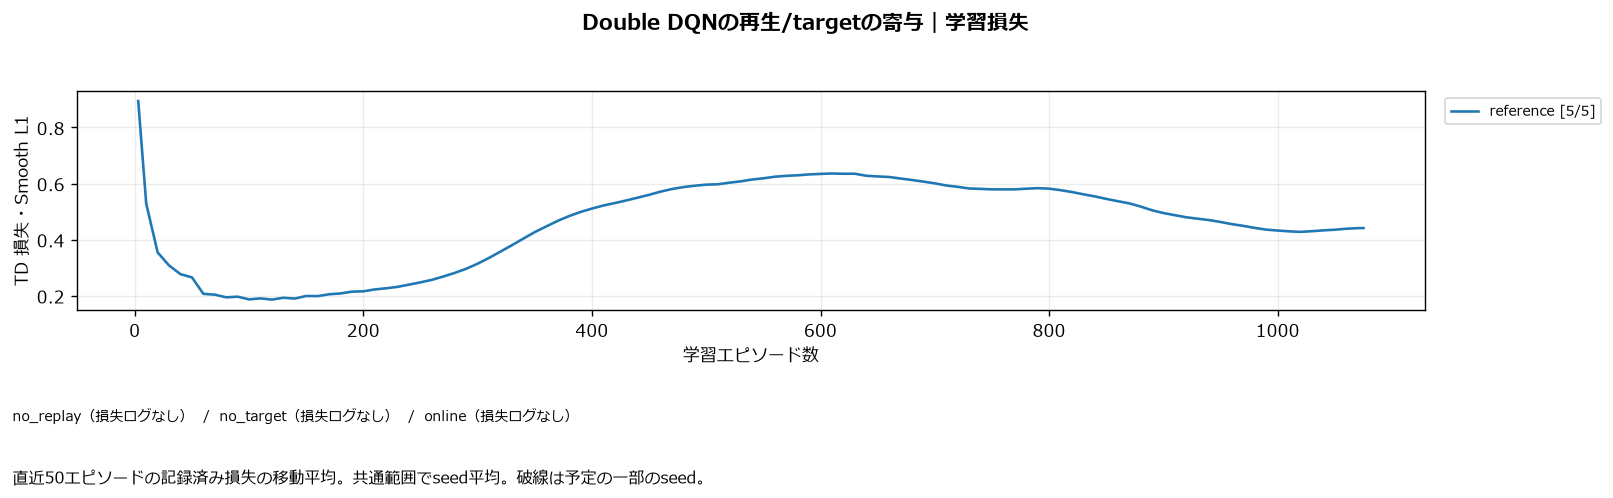 Double DQNの再生/targetの寄与｜学習損失
reference [5/5]
TD 損失・Smooth L1
0.8
0.6
0.4
0.2
0 200 400 600 800 1000
学習エピソード数
no_replay（損失ログなし） / no_target（損失ログなし） / online（損失ログなし）
直近50エピソードの記録済み損失の移動平均。共通範囲でseed平均。破線は予定の一部のseed。